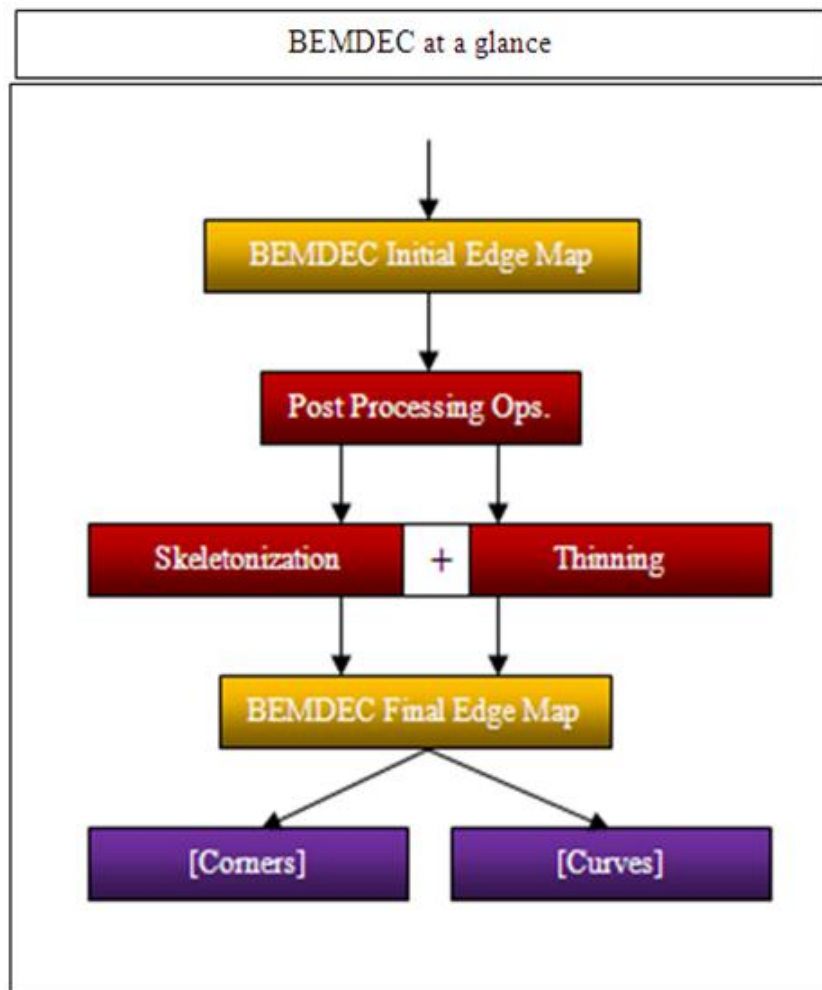 BEMDEC at a glance
BEMDEC Initial Edge Map
Post Processing Ops.
Skeletonization + Thinning
BEMDEC Final Edge Map
[Corners] [Curves]